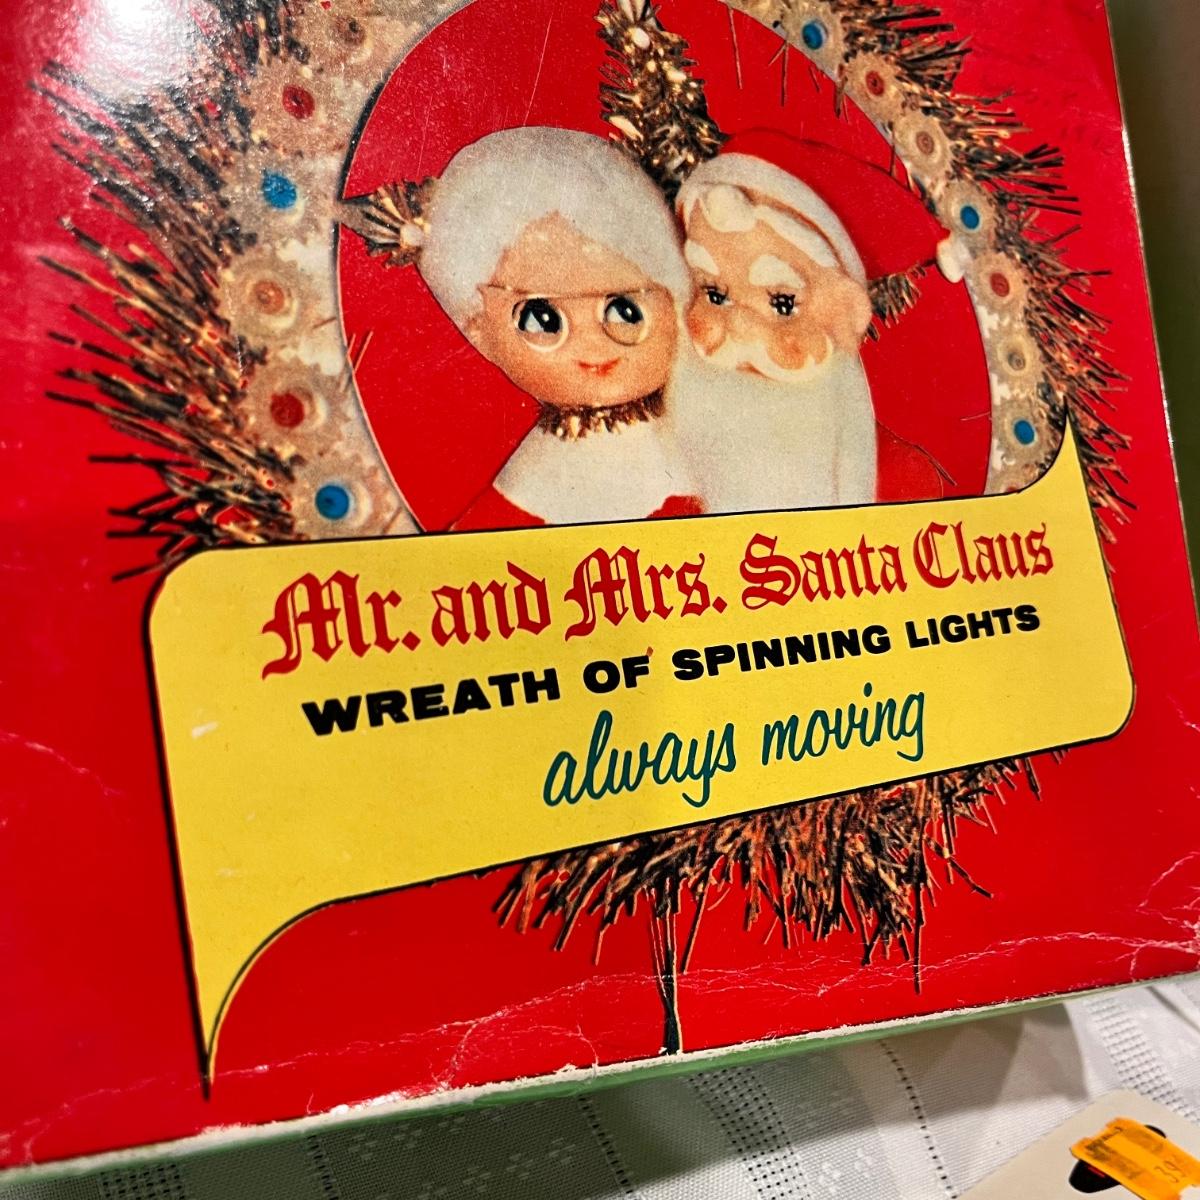 Mr. and Mrs. Santa Claus
WREATH OF SPINNING LIGHTS
always moving